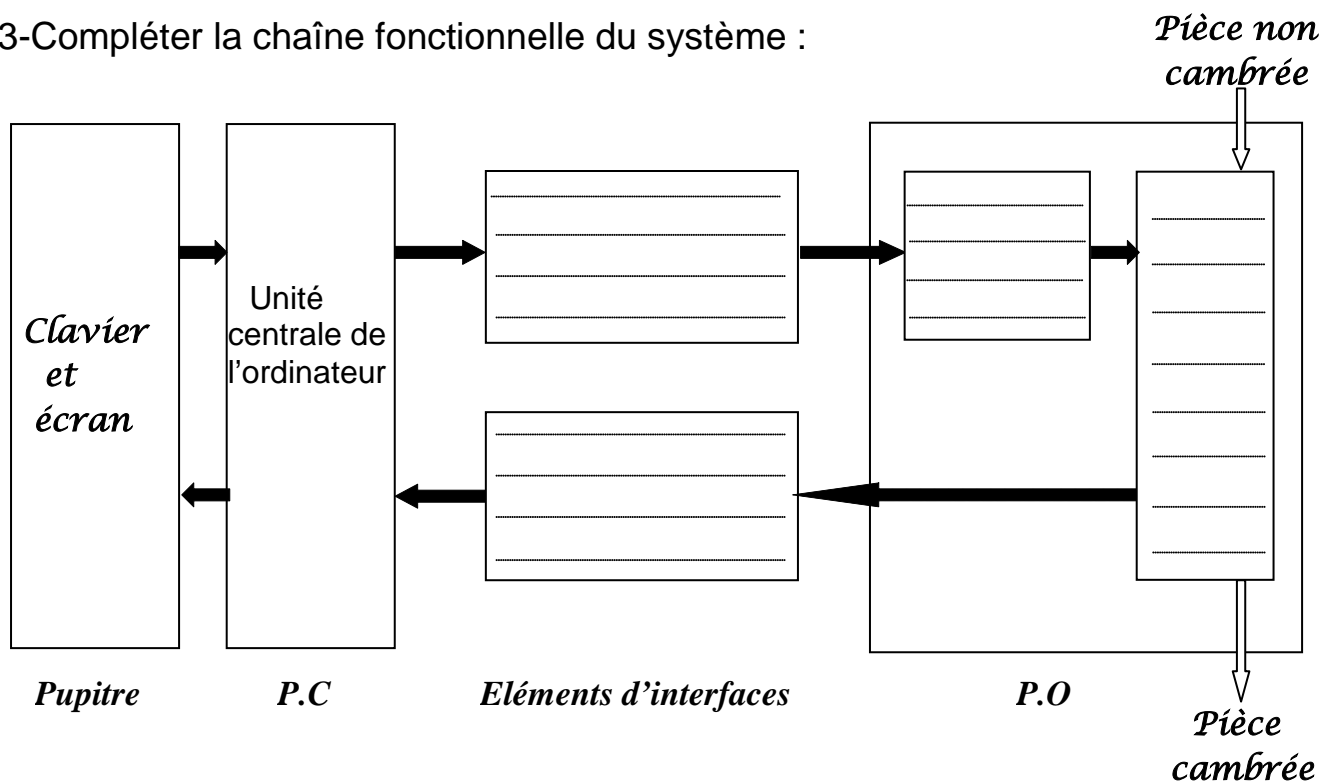 3-Compléter la chaîne fonctionnelle du système :
Pièce non
cambrée
Clavier
et
écran
Unité
centrale de
l’ordinateur
Pupitre
P.C
Eléments d’interfaces
P.O
Pièce
cambrée